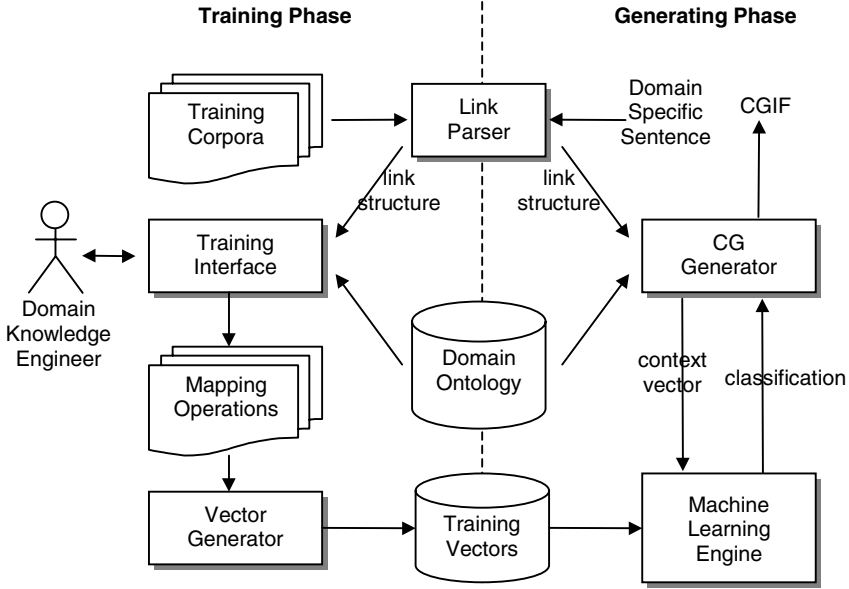 Training Phase
Generating Phase
Training
Corpora
Link
Parser
Domain
Specific
Sentence
CGIF
link
structure
link
structure
Training
Interface
CG
Generator
Domain
Knowledge
Engineer
Domain
Ontology
context
vector
classification
Mapping
Operations
Vector
Generator
Training
Vectors
Machine
Learning
Engine